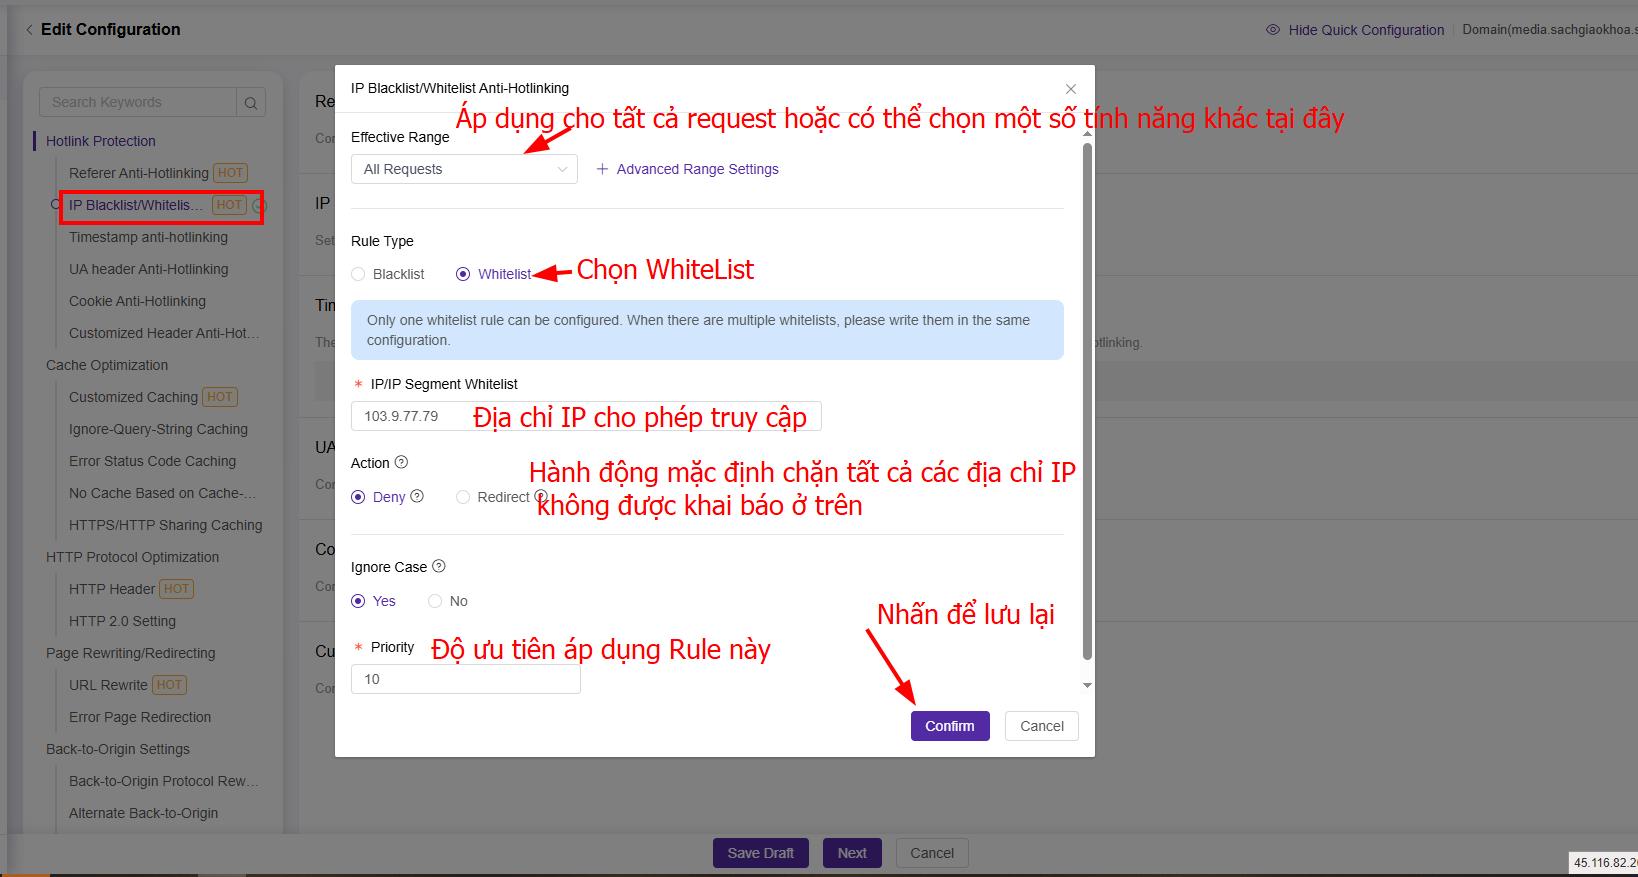 Edit Configuration
Hide Quick Configuration
Domain(media.sachgiaokhoa.s
Search Keywords
Hotlink Protection
Referer Anti-Hotlinking HOT
IP Blacklist/Whitelis... HOT
Timestamp anti-hotlinking
UA header Anti-Hotlinking
Cookie Anti-Hotlinking
Customized Header Anti-Hot...
Cache Optimization
Customized Caching HOT
Ignore-Query-String Caching
Error Status Code Caching
No Cache Based on Cache-...
HTTPS/HTTP Sharing Caching
HTTP Protocol Optimization
HTTP Header HOT
HTTP 2.0 Setting
Page Rewriting/Redirecting
URL Rewrite HOT
Error Page Redirection
Back-to-Origin Settings
Back-to-Origin Protocol Rew...
Alternate Back-to-Origin
Re
Con
IP
Set
Tim
The
otlinking.
UA
Con
Co
Con
Cu
Con
IP Blacklist/Whitelist Anti-Hotlinking
Áp dụng cho tất cả request hoặc có thể chọn một số tính năng khác tại đây
Effective Range
All Requests
+ Advanced Range Settings
Rule Type
Blacklist
Whitelist
Chọn WhiteList
Only one whitelist rule can be configured. When there are multiple whitelists, please write them in the same
configuration.
* IP/IP Segment Whitelist
103.9.77.79
Địa chỉ IP cho phép truy cập
Action ?
Hành động mặc định chặn tất cả các địa chỉ IP
không được khai báo ở trên
Deny ?
Redirect ?
Ignore Case ?
Yes
No
Nhấn để lưu lại
* Priority
Độ ưu tiên áp dụng Rule này
10
Confirm
Cancel
Save Draft
Next
Cancel
45.116.82.2